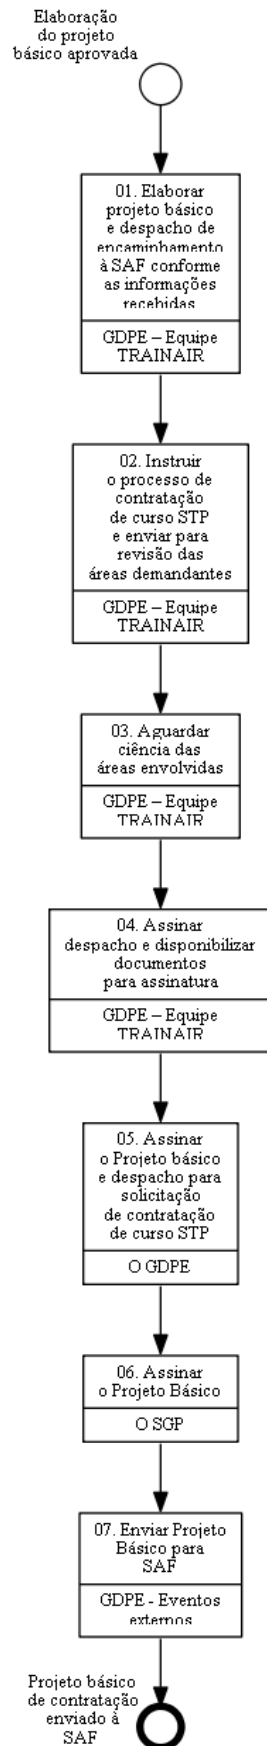 Elaboração
do projeto
básico aprovada
01. Elaborar
projeto básico
e despacho de
encaminhamento
à SAF conforme
as informações
recebidas
GDPE – Equipe
TRAINAIR
02. Instruir
o processo de
contratação
de curso STP
e enviar para
revisão das
áreas demandantes
GDPE – Equipe
TRAINAIR
03. Aguardar
ciência das
áreas envolvidas
GDPE – Equipe
TRAINAIR
04. Assinar
despacho e disponibilizar
documentos
para assinatura
GDPE – Equipe
TRAINAIR
05. Assinar
o Projeto básico
e despacho para
solicitação
de contratação
de curso STP
O GDPE
06. Assinar
o Projeto Básico
O SGP
07. Enviar Projeto
Básico para
SAF
GDPE - Eventos
externos
Projeto básico
de contratação
enviado à
SAF